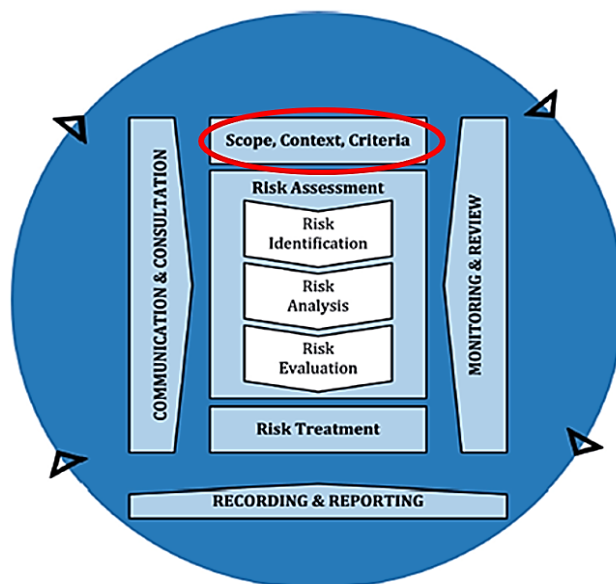 Scope, Context, Criteria
Risk Assessment
Risk
Identification
Risk
Analysis
Risk
Evaluation
Risk Treatment
COMMUNICATION & CONSULTATION
MONITORING & REVIEW
RECORDING & REPORTING